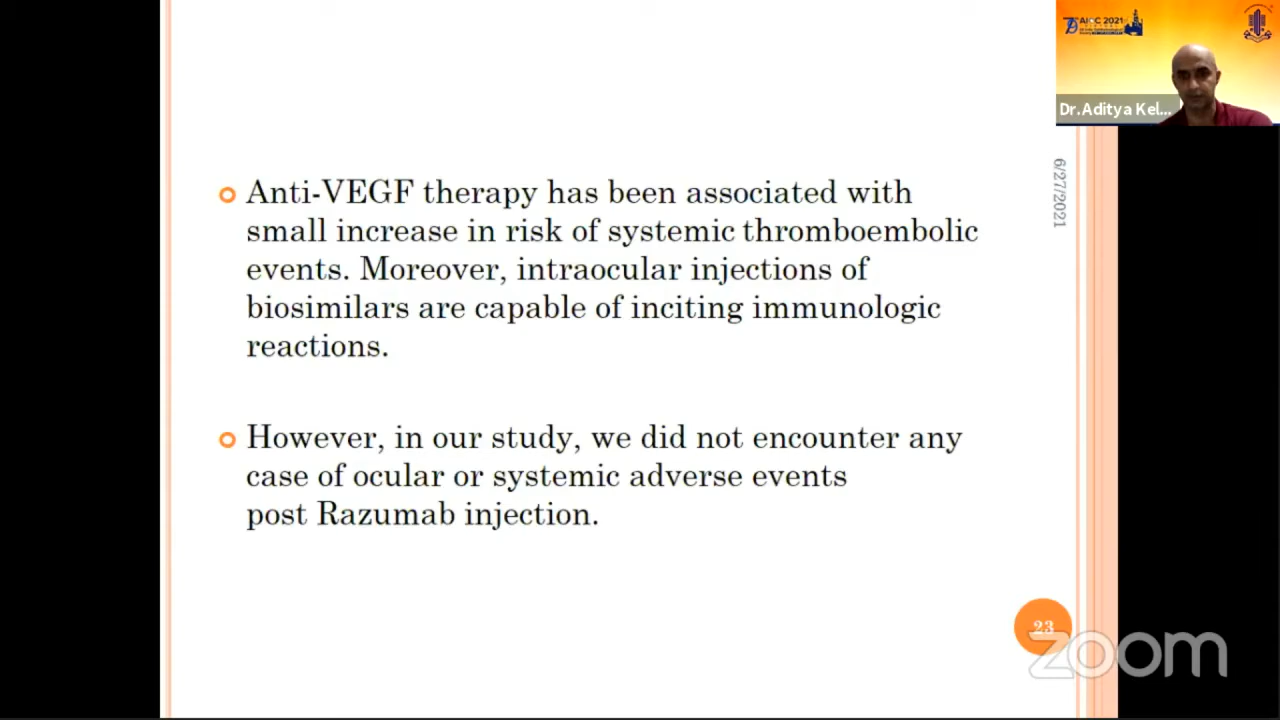 Anti-VEGF therapy has been associated with
small increase in risk of systemic thromboembolic
events. Moreover, intraocular injections of
biosimilars are capable of inciting immunologic
reactions.
However, in our study, we did not encounter any
case of ocular or systemic adverse events
post Razumab injection.
6/27/2021
23
zoom
AIOC 2021
Dr.Aditya Kel...